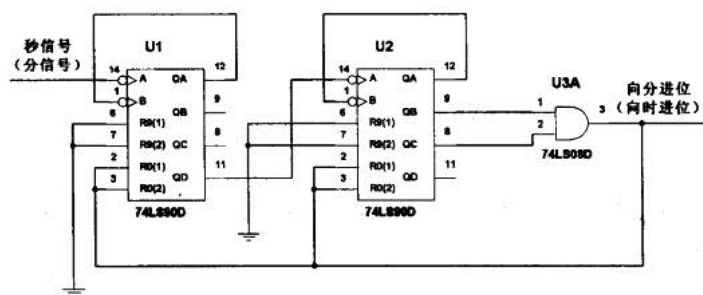 秒信号
(分信号)
U1
14
A
QA
12
1
B
6
QB
9
R9(1)
7
R9(2)
QC
8
2
R0(1)
3
R0(2)
QD
11
74LS90D
U2
14
A
QA
12
1
B
6
QB
9
R9(1)
7
R9(2)
QC
8
2
R0(1)
3
R0(2)
QD
11
74LS90D
U3A
1
2
3
74LS08D
向分进位
(向时进位)